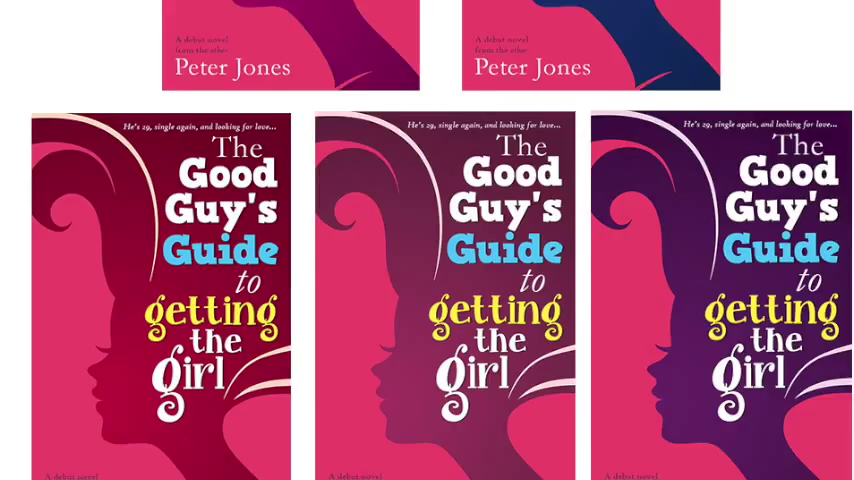 A debut novel
from the other
Peter Jones
A debut novel
from the other
Peter Jones
He's 29, single again, and looking for love...
The
Good
Guy's
Guide
to
getting
the
girl
A debut novel
He's 29, single again, and looking for love...
The
Good
Guy's
Guide
to
getting
the
girl
A debut novel
He's 29, single again, and looking for love...
The
Good
Guy's
Guide
to
getting
the
girl
A debut novel